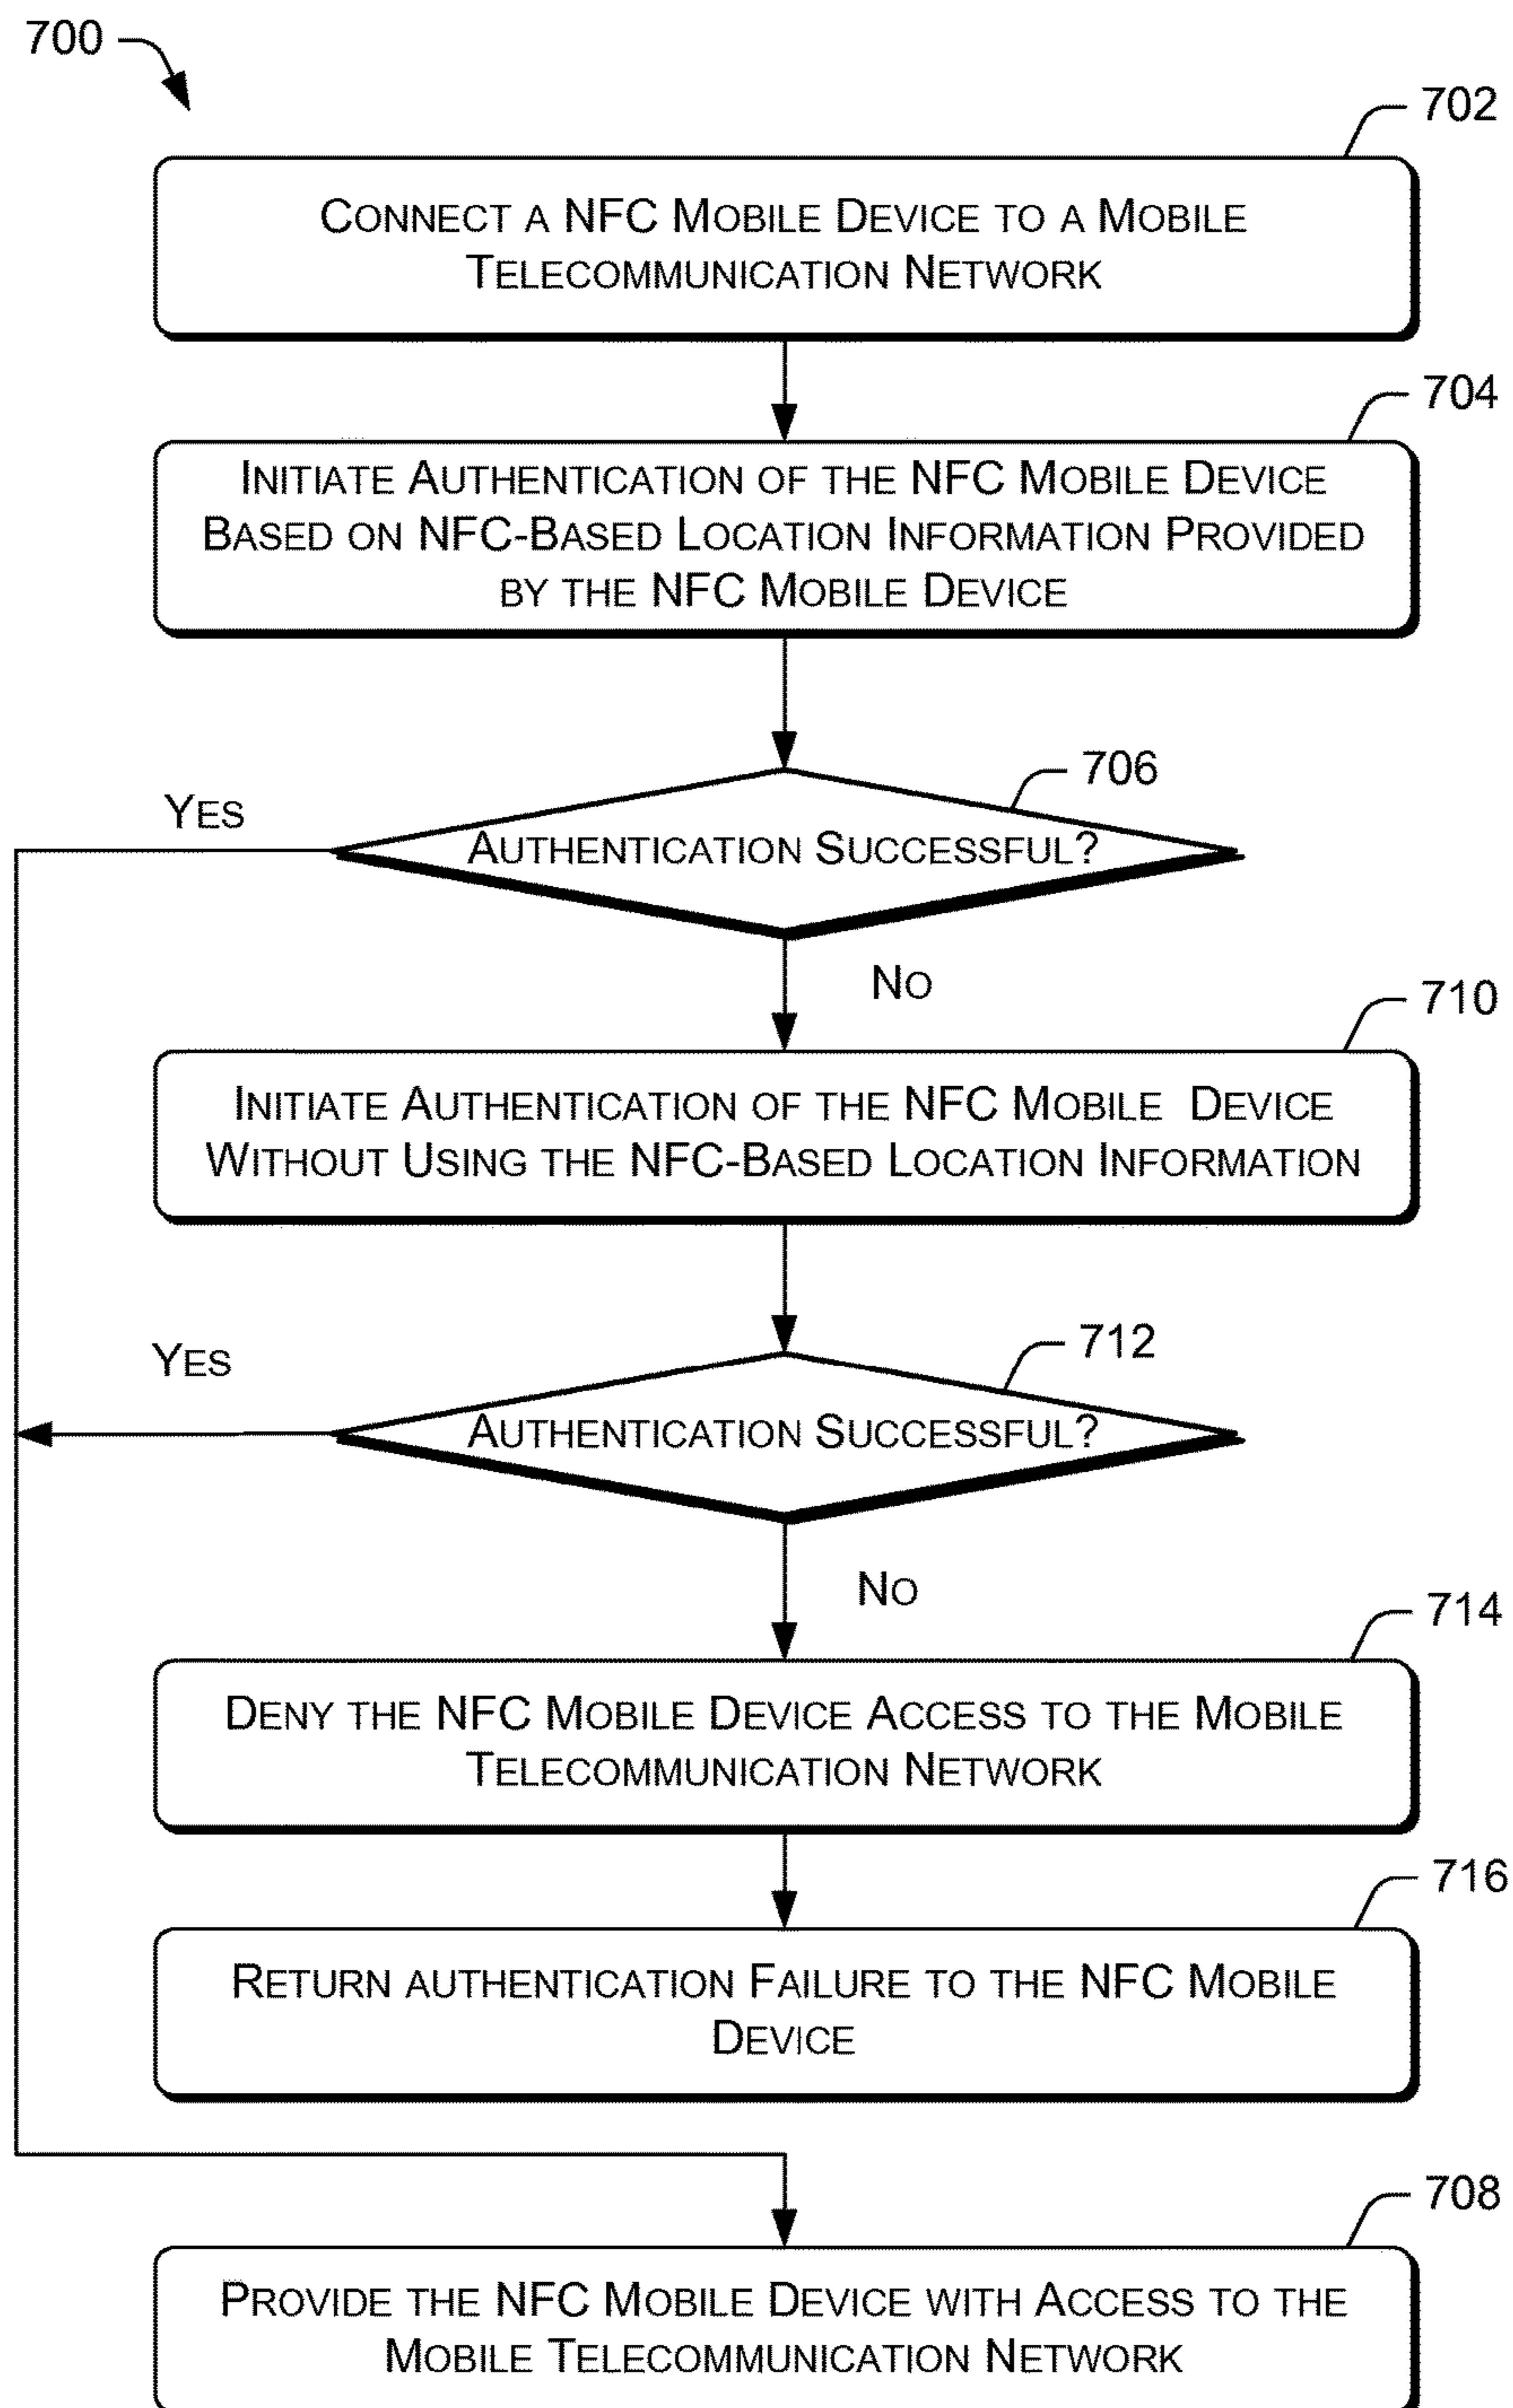 700
702
CONNECT A NFC MOBILE DEVICE TO A MOBILE
TELECOMMUNICATION NETWORK
704
INITIATE AUTHENTICATION OF THE NFC MOBILE DEVICE
BASED ON NFC-BASED LOCATION INFORMATION PROVIDED
BY THE NFC MOBILE DEVICE
706
YES
AUTHENTICATION SUCCESSFUL?
NO
710
INITIATE AUTHENTICATION OF THE NFC MOBILE DEVICE
WITHOUT USING THE NFC-BASED LOCATION INFORMATION
712
YES
AUTHENTICATION SUCCESSFUL?
NO
714
DENY THE NFC MOBILE DEVICE ACCESS TO THE MOBILE
TELECOMMUNICATION NETWORK
716
RETURN AUTHENTICATION FAILURE TO THE NFC MOBILE
DEVICE
708
PROVIDE THE NFC MOBILE DEVICE WITH ACCESS TO THE
MOBILE TELECOMMUNICATION NETWORK